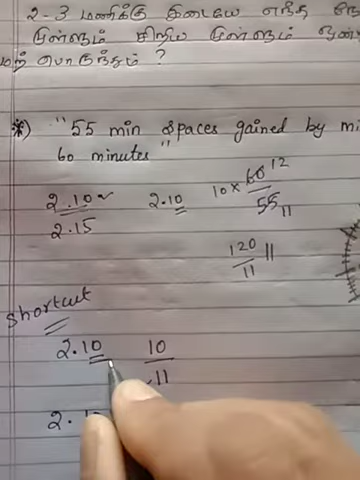 2-3 மணிக்கு இடையே எந்த
முள்ளும் சிறிய முள்ளும்
பொருந்தும் ?
*) "55 min spaces gained by
60 minutes"
2.10 2.10 10 × 60 12
2.15 55
120
11
Shortcut
2.10 10
11
2.